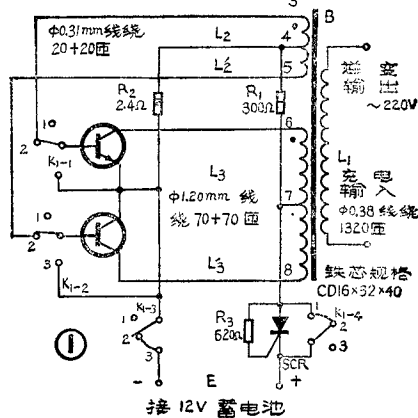 3
B
Φ0.31mm线绕
20+20匝
L2
4
L2′
5
R2
2.4Ω
R1
300Ω
逆变
输出
~220V
6
1
2
K1-1
L3
Φ1.20mm 线
绕 70+70 匝
7
L1
充电
输入
Φ0.38 线绕
1320匝
1
2
3
K1-2
L3′
8
铁芯规格
CD16×32×40
①
K1-3
1
2
3
R3
620Ω
SCR
1
K1-4
2
3
- E +
接 12V 蓄电池